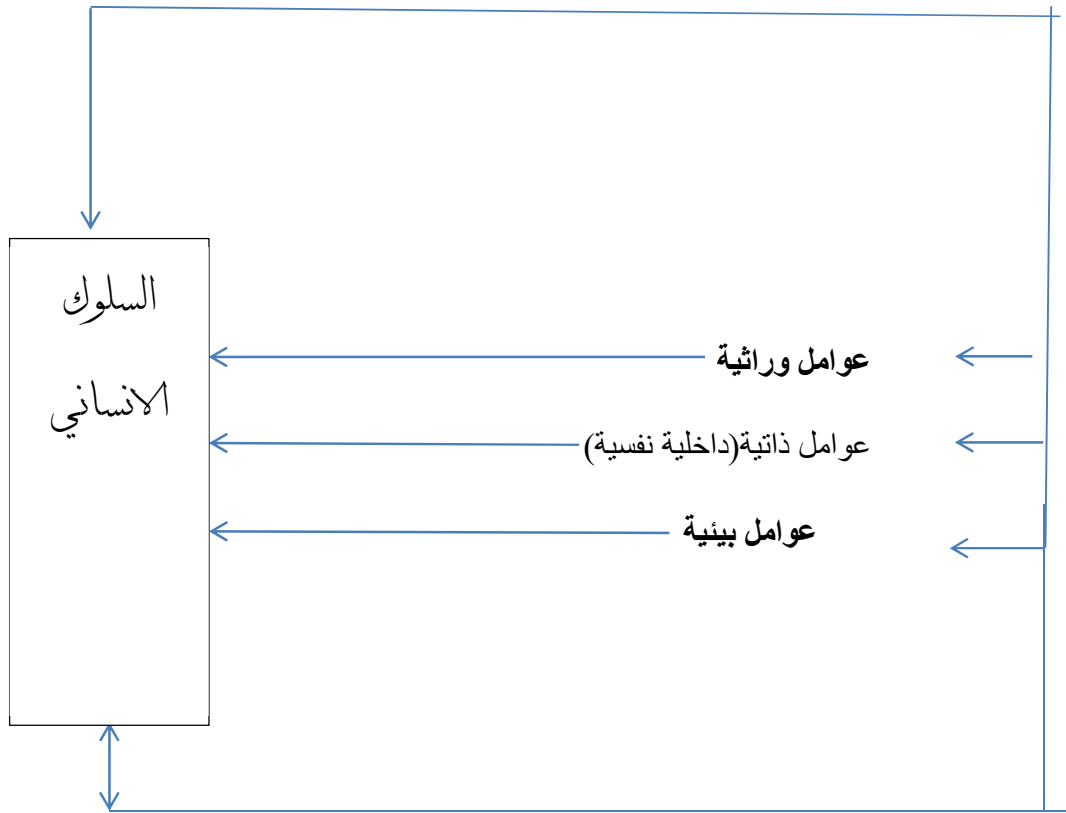 السلوك
الانساني
عوامل وراثية
عوامل ذاتية(داخلية نفسية)
عوامل بيئية